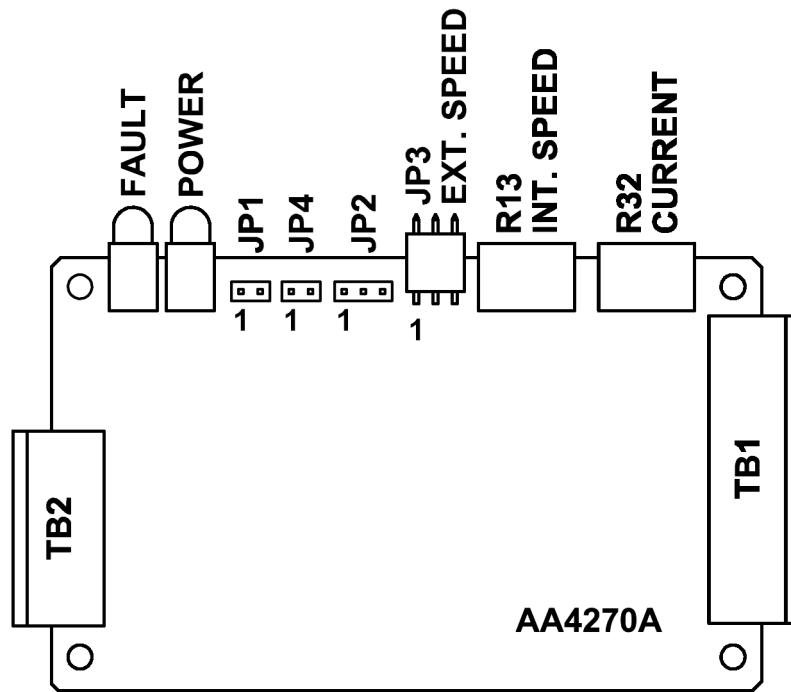 FAULT
POWER
JP1
JP4
JP2
JP3
EXT. SPEED
R13
INT. SPEED
R32
CURRENT
1
1
1
1
TB2
TB1
AA4270A